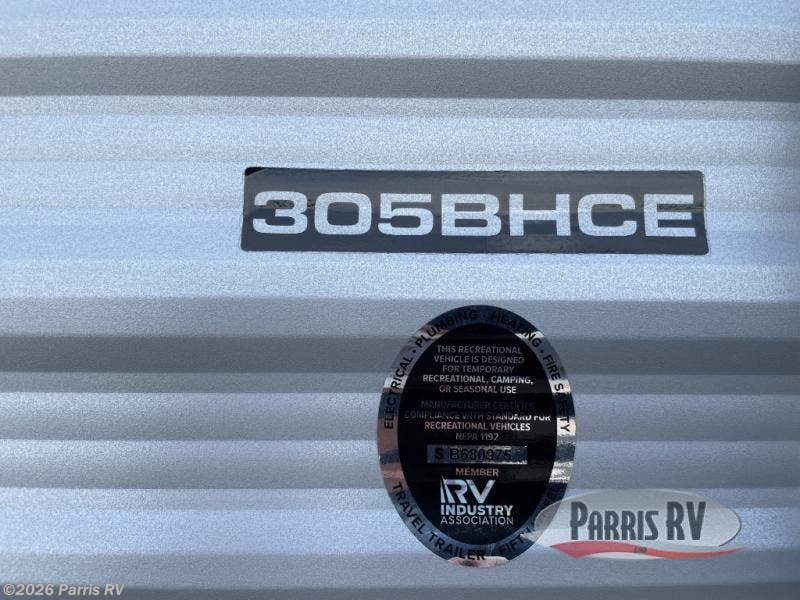 305BHCE
ELECTRICAL · PLUMBING · HEATING · FIRE SAFETY
THIS RECREATIONAL
VEHICLE IS DESIGNED
FOR TEMPORARY
RECREATIONAL, CAMPING,
OR SEASONAL USE
MANUFACTURER CERTIFIES
COMPLIANCE WITH STANDARD FOR
RECREATIONAL VEHICLES
NFPA 1192
S B680975
MEMBER
RV
INDUSTRY
ASSOCIATION
TRAVEL TRAILER
PARRIS RV
©2026 Parris RV